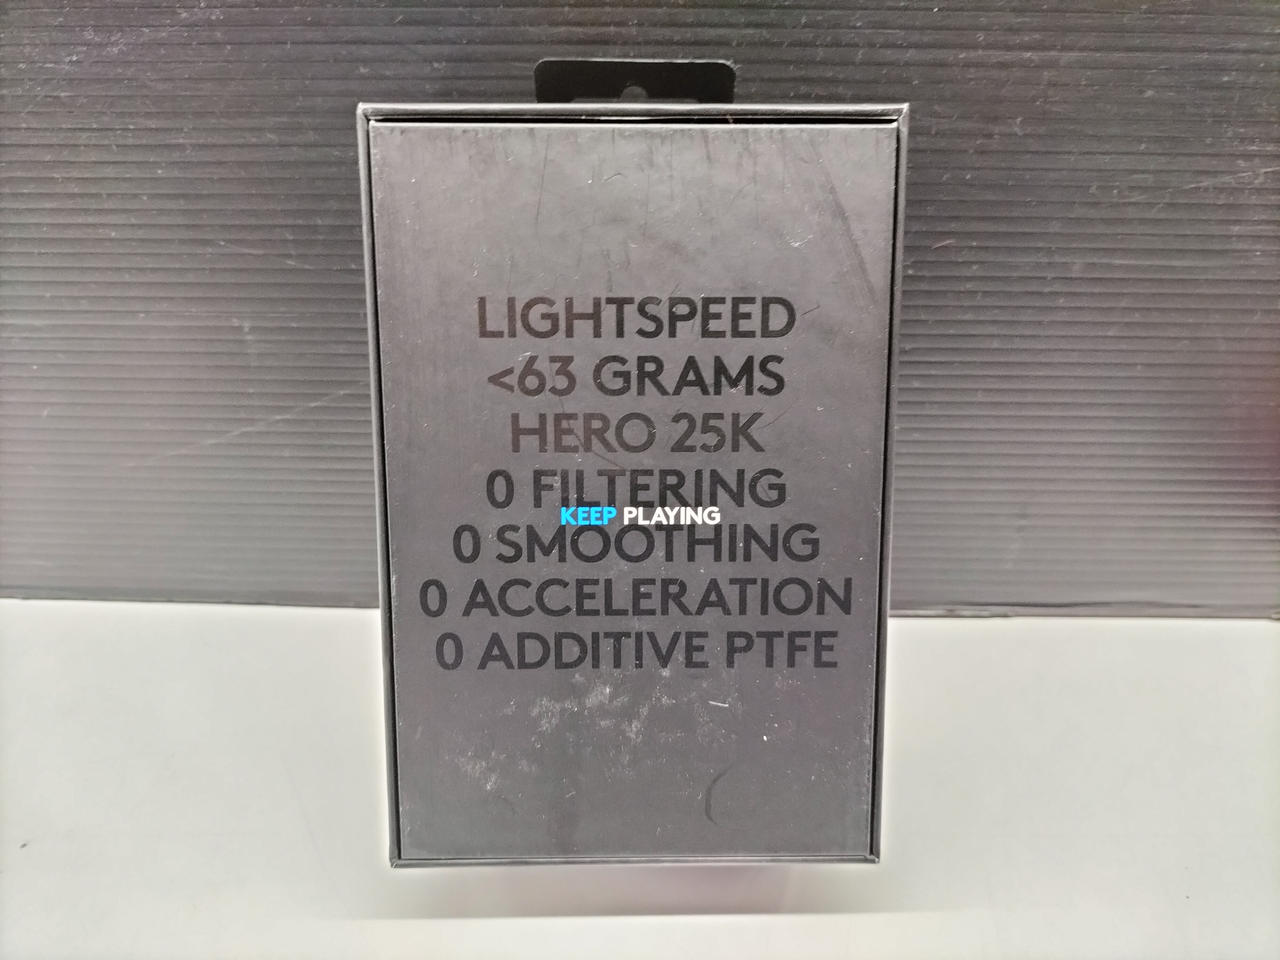 LIGHTSPEED
<63 GRAMS
HERO 25K
0 FILTERING
KEEP PLAYING
0 SMOOTHING
0 ACCELERATION
0 ADDITIVE PTFE